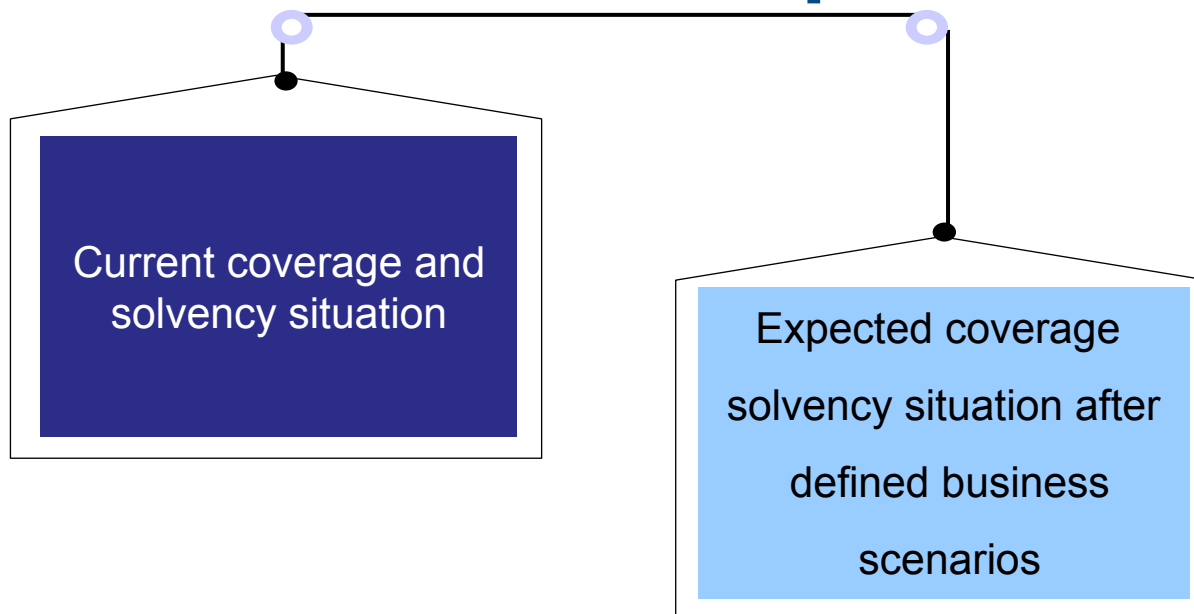 Current coverage and
solvency situation
Expected coverage
solvency situation after
defined business
scenarios